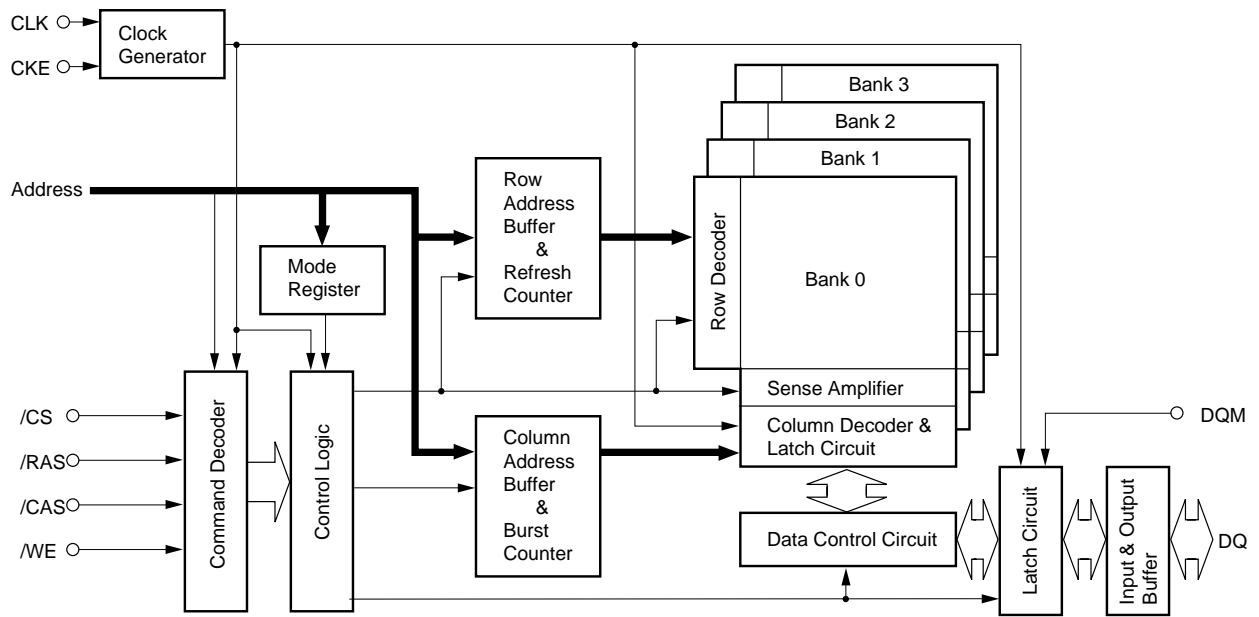 CLK
CKE
Clock
Generator
Bank 3
Bank 2
Bank 1
Address
Row
Address
Buffer
&
Refresh
Counter
Row Decoder
Bank 0
Mode
Register
Sense Amplifier
Column Decoder &
Latch Circuit
/CS
/RAS
/CAS
/WE
Command Decoder
Control Logic
Column
Address
Buffer
&
Burst
Counter
Data Control Circuit
DQM
Latch Circuit
Input & Output
Buffer
DQ